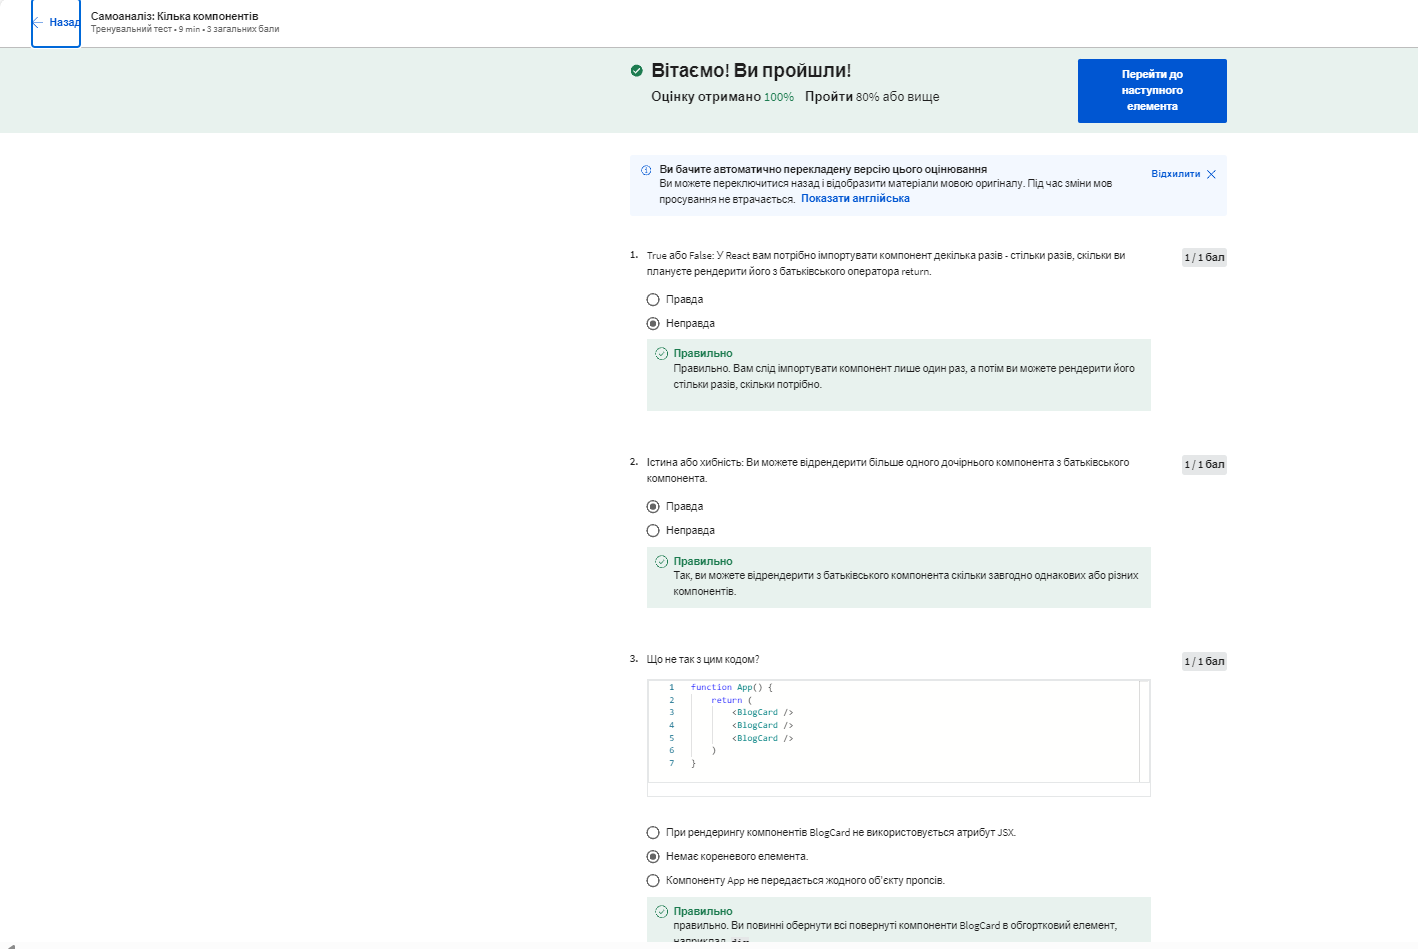 Назад
Самоаналіз: Кілька компонентів
Тренувальний тест • 9 min • 3 загальних бали
Вітаємо! Ви пройшли!
Оцінку отримано 100% Пройти 80% або вище
Перейти до
наступного
елемента
Ви бачите автоматично перекладену версію цього оцінювання
Ви можете переключитися назад і відобразити матеріали мовою оригіналу. Під час зміни мов
просування не втрачається. Показати англійська
Відхилити
1. True або False: У React вам потрібно імпортувати компонент декілька разів - стільки разів, скільки ви
плануєте рендерити його з батьківського оператора return.
1 / 1 бал
Правда
Неправда
Правильно
Правильно. Вам слід імпортувати компонент лише один раз, а потім ви можете рендерити його
стільки разів, скільки потрібно.
2. Істина або хибність: Ви можете відрендерити більше одного дочірнього компонента з батьківського
компонента.
1 / 1 бал
Правда
Неправда
Правильно
Так, ви можете відрендерити з батьківського компонента скільки завгодно однакових або різних
компонентів.
3. Що не так з цим кодом?
1 / 1 бал
1 function App() {
2 return (
3 <BlogCard />
4 <BlogCard />
5 <BlogCard />
6 )
7 }
При рендерингу компонентів BlogCard не використовується атрибут JSX.
Немає кореневого елемента.
Компоненту App не передається жодного об'єкту пропсів.
Правильно
правильно. Ви повинні обернути всі повернуті компоненти BlogCard в обгортковий елемент,
наприклад, div